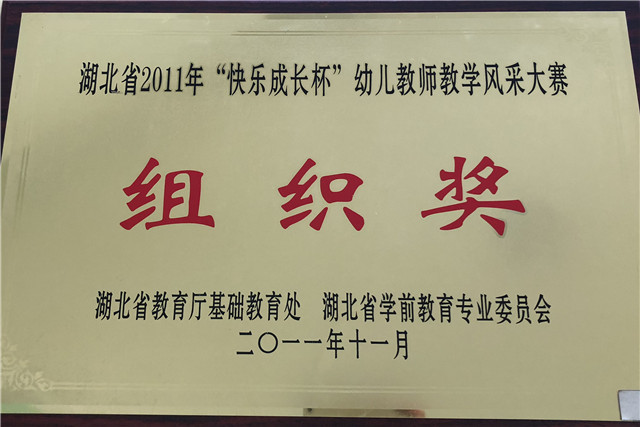 湖北省2011年“快乐成长杯”幼儿教师教学风采大赛
组织奖
湖北省教育厅基础教育处 湖北省学前教育专业委员会
二〇一一年十一月